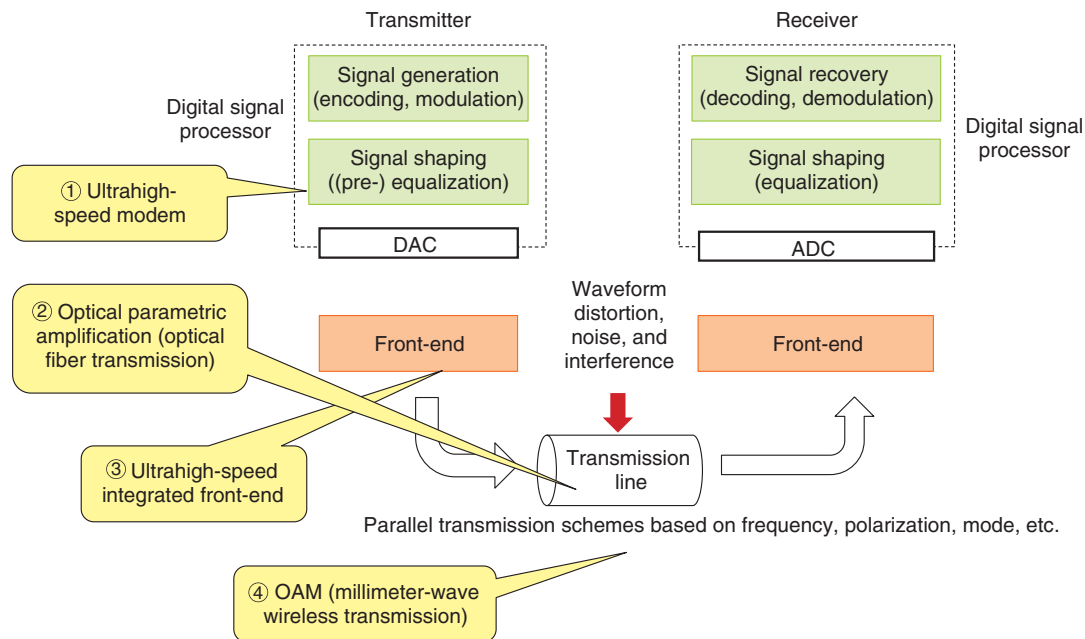 Transmitter
Receiver
Digital signal
processor
Signal generation
(encoding, modulation)
Signal shaping
((pre-) equalization)
DAC
Signal recovery
(decoding, demodulation)
Signal shaping
(equalization)
ADC
Digital signal
processor
① Ultrahigh-
speed modem
② Optical parametric
amplification (optical
fiber transmission)
Front-end
Waveform
distortion,
noise, and
interference
Front-end
③ Ultrahigh-speed
integrated front-end
Transmission
line
Parallel transmission schemes based on frequency, polarization, mode, etc.
④ OAM (millimeter-wave
wireless transmission)